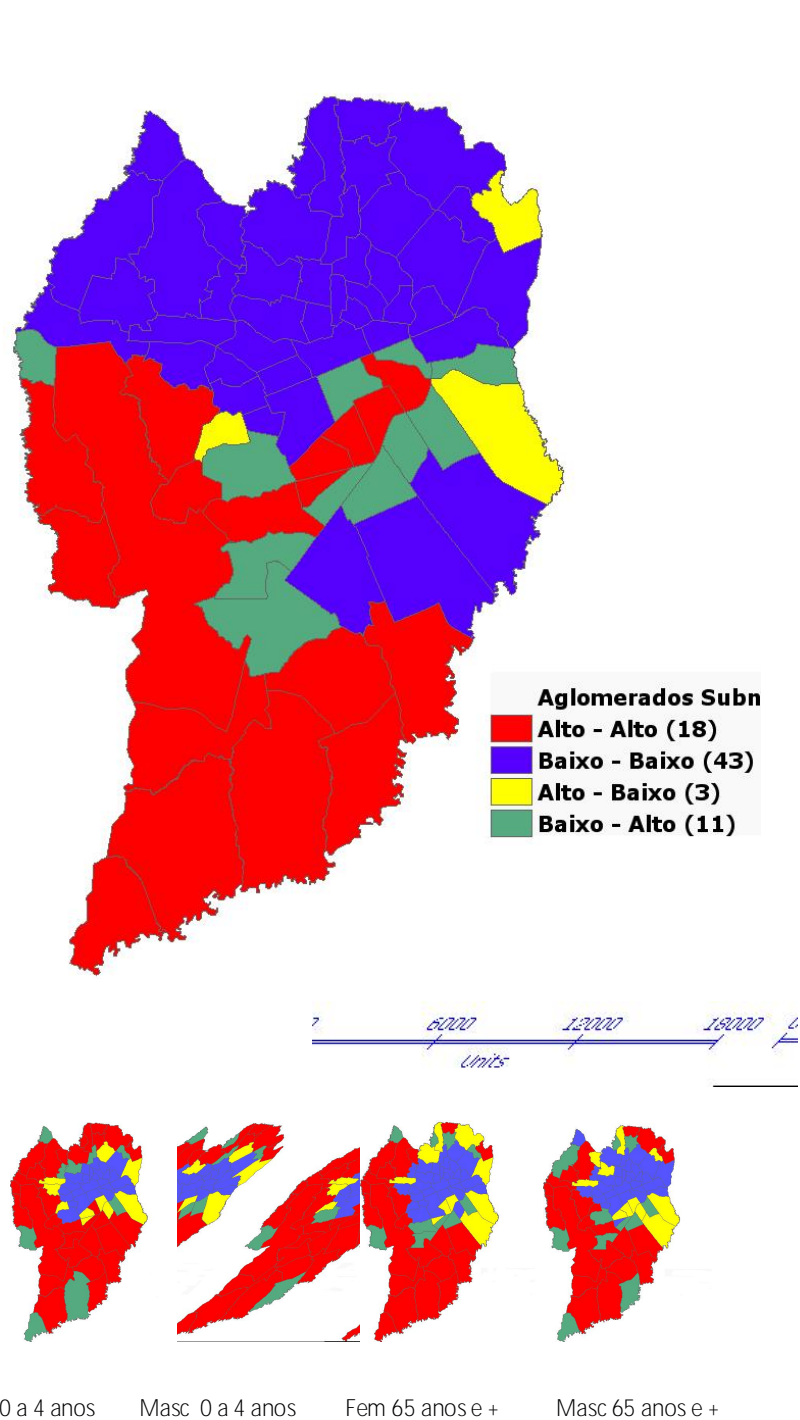 Aglomerados Subn
Alto - Alto (18)
Baixo - Baixo (43)
Alto - Baixo (3)
Baixo - Alto (11)
6000 12000 18000
Units
0 a 4 anos Masc 0 a 4 anos Fem 65 anos e + Masc 65 anos e +